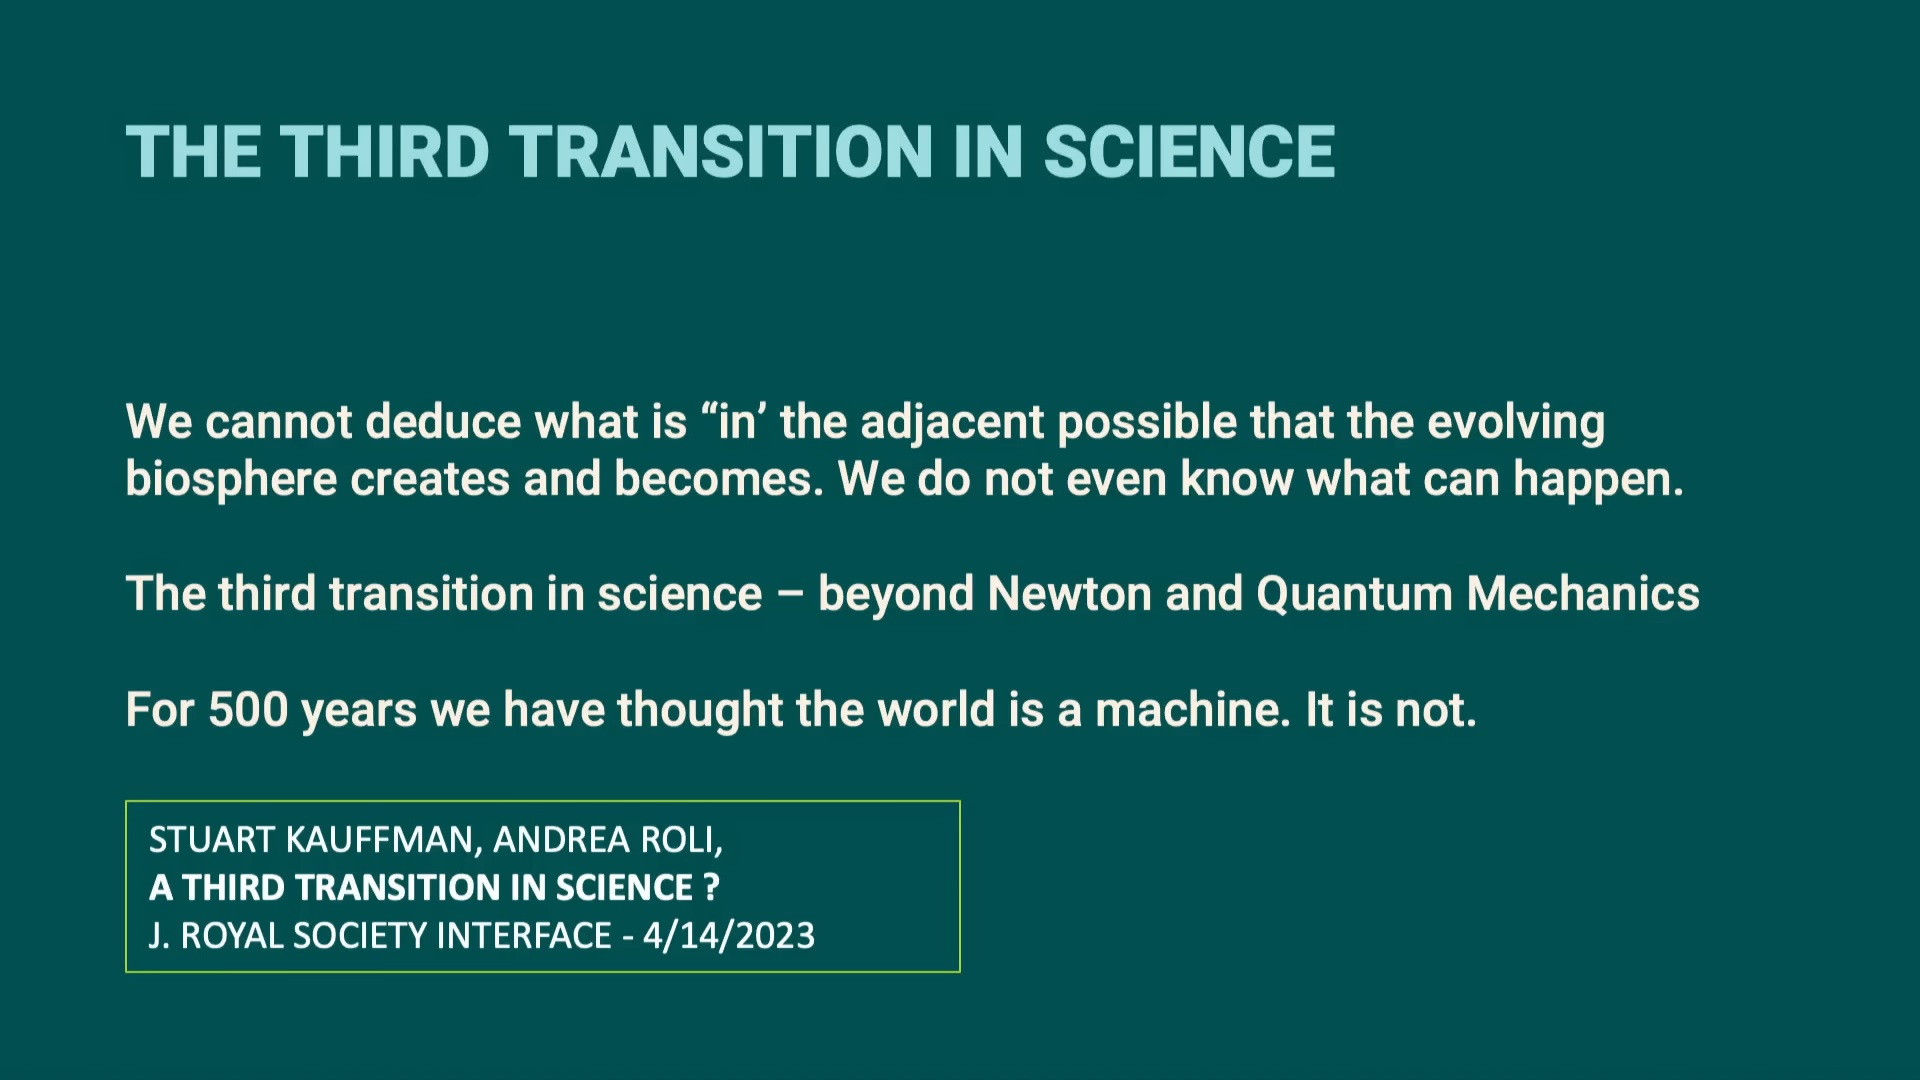 THE THIRD TRANSITION IN SCIENCE
We cannot deduce what is “in’ the adjacent possible that the evolving
biosphere creates and becomes. We do not even know what can happen.
The third transition in science – beyond Newton and Quantum Mechanics
For 500 years we have thought the world is a machine. It is not.
STUART KAUFFMAN, ANDREA ROLI,
A THIRD TRANSITION IN SCIENCE ?
J. ROYAL SOCIETY INTERFACE - 4/14/2023